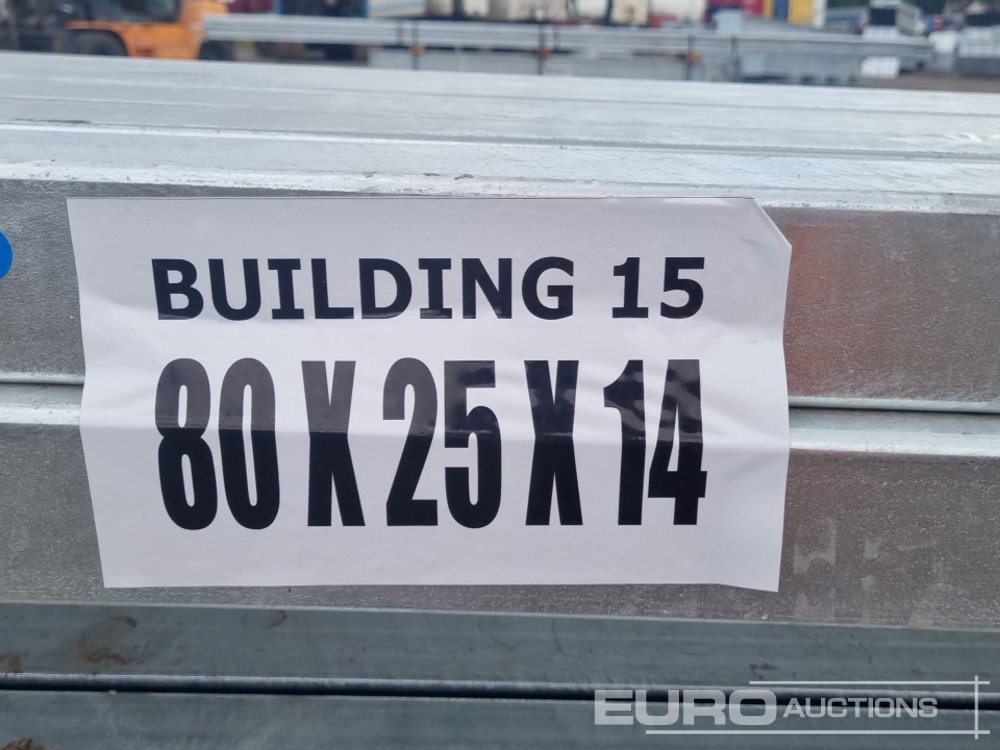 BUILDING 15
80 X 25 X 14
EURO AUCTIONS